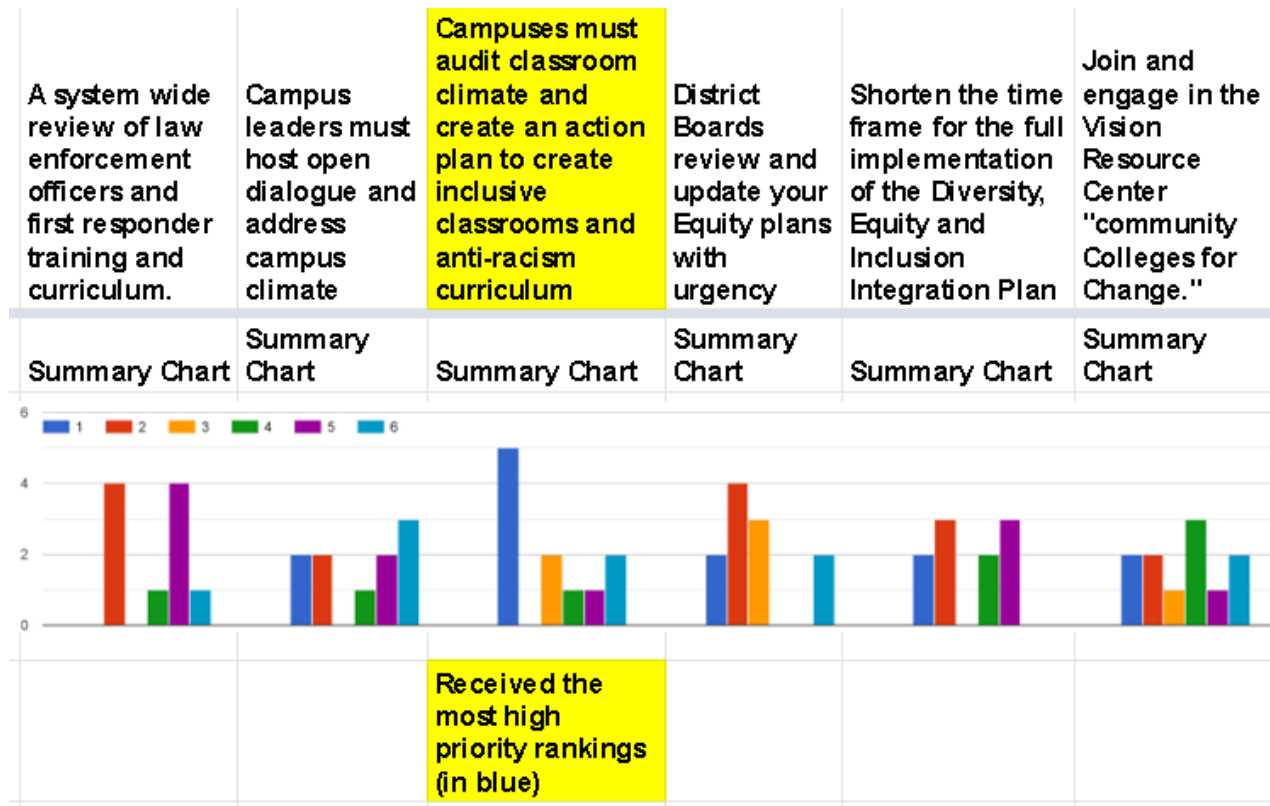 A system wide
review of law
enforcement
officers and
first responder
training and
curriculum.
Campus
leaders must
host open
dialogue and
address
campus
climate
Campuses must
audit classroom
climate and
create an action
plan to create
inclusive
classrooms and
anti-racism
curriculum
District
Boards
review and
update your
Equity plans
with
urgency
Shorten the time
frame for the full
implementation
of the Diversity,
Equity and
Inclusion
Integration Plan
Join and
engage in the
Vision
Resource
Center
"community
Colleges for
Change."
Summary Chart
Summary
Chart
Summary Chart
Summary
Chart
Summary Chart
Summary
Chart
6
1 2 3 4 5 6
4
2
0
Received the
most high
priority rankings
(in blue)